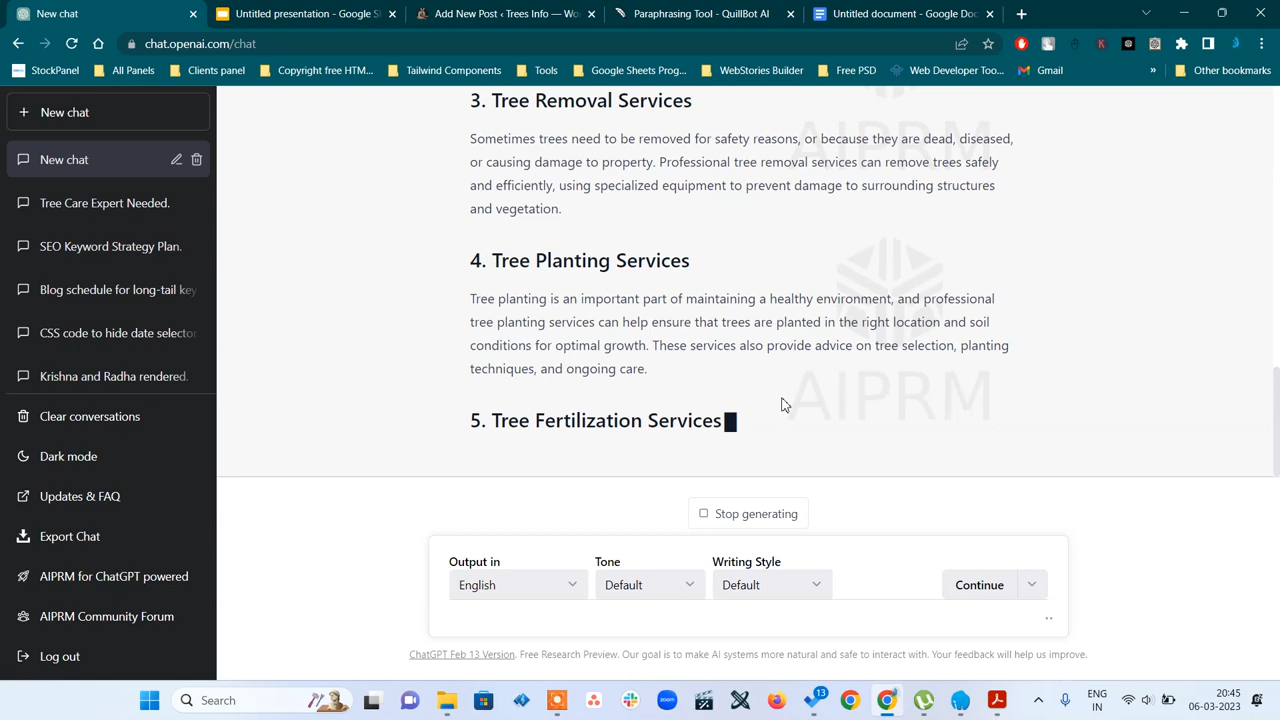 New chat
Untitled presentation - Google Sl
Add New Post ‹ Trees Info — Wo
Paraphrasing Tool - QuillBot AI
Untitled document - Google Doc
chat.openai.com/chat
StockPanel
All Panels
Clients panel
Copyright free HTM...
Tailwind Components
Tools
Google Sheets Prog...
WebStories Builder
Free PSD
Web Developer Too...
Gmail
»
Other bookmarks
+ New chat
New chat
Tree Care Expert Needed.
SEO Keyword Strategy Plan.
Blog schedule for long-tail key
CSS code to hide date selector
Krishna and Radha rendered.
Clear conversations
Dark mode
Updates & FAQ
Export Chat
AIPRM for ChatGPT powered
AIPRM Community Forum
Log out
AIPRM
3. Tree Removal Services
Sometimes trees need to be removed for safety reasons, or because they are dead, diseased,
or causing damage to property. Professional tree removal services can remove trees safely
and efficiently, using specialized equipment to prevent damage to surrounding structures
and vegetation.
4. Tree Planting Services
Tree planting is an important part of maintaining a healthy environment, and professional
tree planting services can help ensure that trees are planted in the right location and soil
conditions for optimal growth. These services also provide advice on tree selection, planting
techniques, and ongoing care.
AIPRM
5. Tree Fertilization Services
Stop generating
Output in
Tone
Writing Style
English
Default
Default
Continue
ChatGPT Feb 13 Version. Free Research Preview. Our goal is to make AI systems more natural and safe to interact with. Your feedback will help us improve.
Search
zoom
13
ENG
IN
20:45
06-03-2023